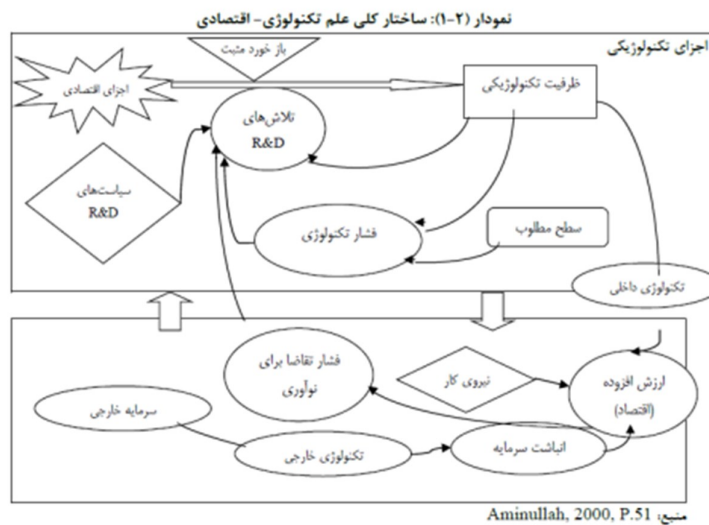 نمودار (۲-۱): ساختار کلی علم تکنولوژی- اقتصادی
اجزای تکنولوژیکی
باز خورد مثبت
اجزای اقتصادی
ظرفیت تکنولوژیکی
تلاش‌های
R&D
سیاست‌های
R&D
فشار تکنولوژی
سطح مطلوب
تکنولوژی داخلی
فشار تقاضا برای
نوآوری
نیروی کار
ارزش افزوده
(اقتصاد)
سرمایه خارجی
تکنولوژی خارجی
انباشت سرمایه
منبع: Aminullah, 2000, P.51